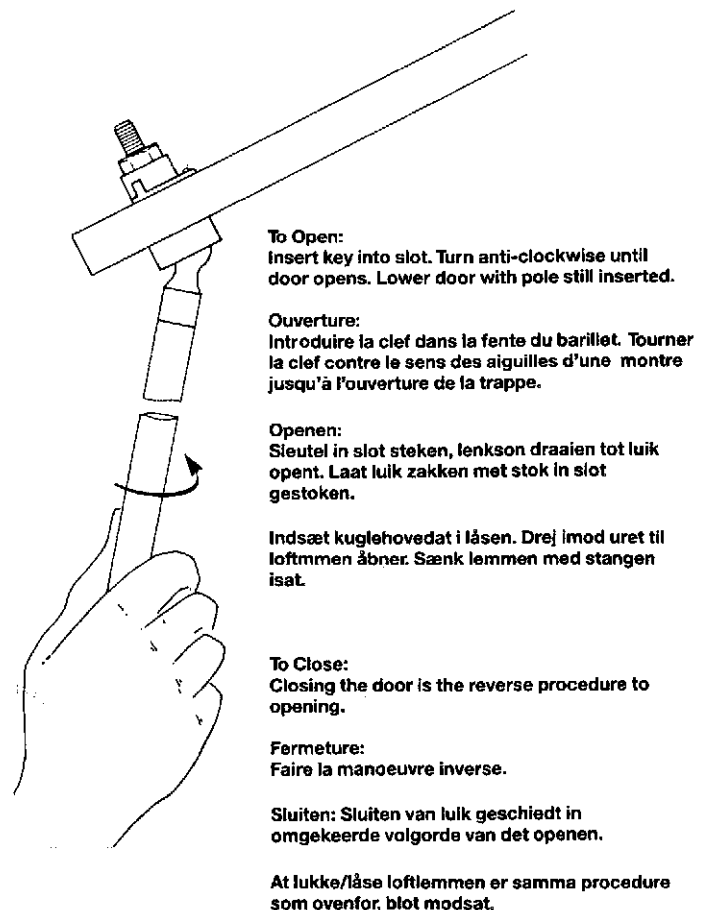 To Open:
Insert key into slot. Turn anti-clockwise until
door opens. Lower door with pole still inserted.
Ouverture:
Introduire la clef dans la fente du barillet. Tourner
la clef contre le sens des aiguilles d'une montre
jusqu'à l'ouverture de la trappe.
Openen:
Sleutel in slot steken, lenkson draaien tot luik
opent. Laat luik zakken met stok in slot
gestoken.
Indsæt kuglehovedat i låsen. Drej imod uret til
loftmmen åbner. Sænk lemmen med stangen
isat.
To Close:
Closing the door is the reverse procedure to
opening.
Fermeture:
Faire la manoeuvre inverse.
Sluiten: Sluiten van luik geschiedt in
omgekeerde volgorde van det openen.
At lukke/låse loftlemmen er samma procedure
som ovenfor, blot modsat.